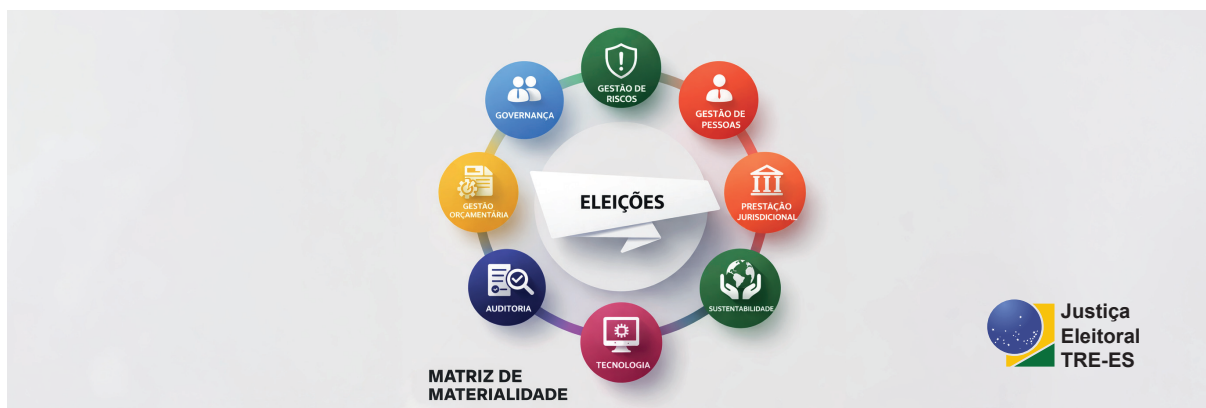 GESTÃO DE
RISCOS
GOVERNANÇA
GESTÃO DE
PESSOAS
GESTÃO
ORÇAMENTÁRIA
ELEIÇÕES
PRESTAÇÃO
JURISDICIONAL
AUDITORIA
SUSTENTABILIDADE
TECNOLOGIA
MATRIZ DE
MATERIALIDADE
Justiça
Eleitoral
TRE-ES